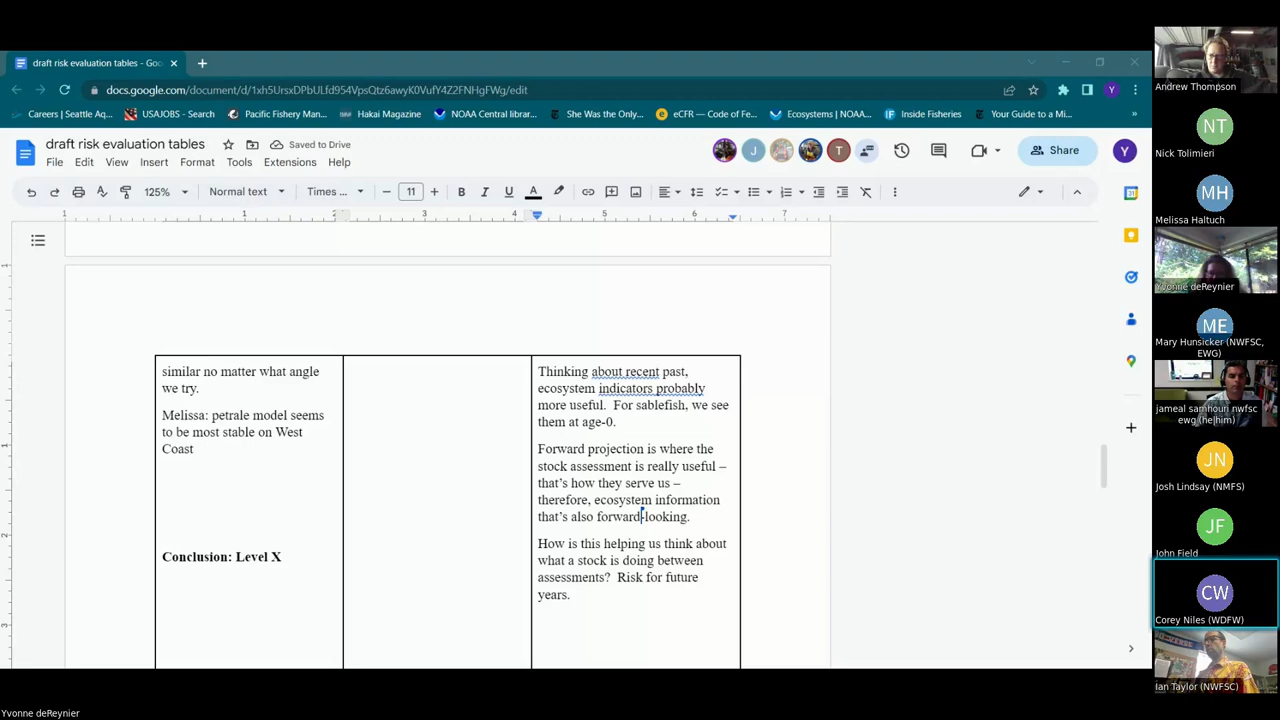 draft risk evaluation tables - Goo
docs.google.com/document/d/1xh5UrsxDPbULfd954VpsQtz6awyK0VufY4Z2FNHgFWg/edit
Careers | Seattle Aq...
USAJOBS - Search
Pacific Fishery Man...
Hakai Magazine
NOAA Central library...
She Was the Only...
eCFR — Code of Fe...
Ecosystems | NOAA...
Inside Fisheries
Your Guide to a Mi...
draft risk evaluation tables
Saved to Drive
File Edit View Insert Format Tools Extensions Help
Share
Y
125%
Normal text
Times ...
11
similar no matter what angle
we try.
Melissa: petrale model seems
to be most stable on West
Coast
Conclusion: Level X
Thinking about recent past,
ecosystem indicators probably
more useful. For sablefish, we see
them at age-0.
Forward projection is where the
stock assessment is really useful –
that's how they serve us –
therefore, ecosystem information
that's also forward-looking.
How is this helping us think about
what a stock is doing between
assessments? Risk for future
years.
Andrew Thompson
NT
Nick Tolimieri
MH
Melissa Haltuch
Yvonne deReynier
ME
Mary Hunsicker (NWFSC,
EWG)
jameal samhouri nwfsc
ewg (he|him)
JN
Josh Lindsay (NMFS)
JF
John Field
CW
Corey Niles (WDFW)
Ian Taylor (NWFSC)
Yvonne deReynier